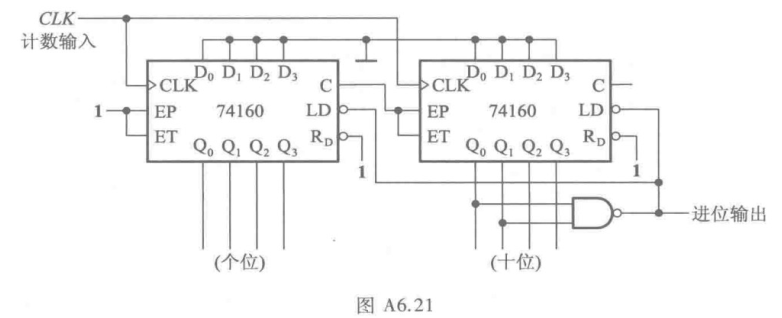 CLK
计数输入
D₀ D₁ D₂ D₃
D₀ D₁ D₂ D₃
CLK
C
CLK
C
1
EP
74160
LD
EP
74160
LD
ET
R_D
ET
R_D
Q₀ Q₁ Q₂ Q₃
1
Q₀ Q₁ Q₂ Q₃
1
进位输出
(个位)
(十位)
图 A6.21